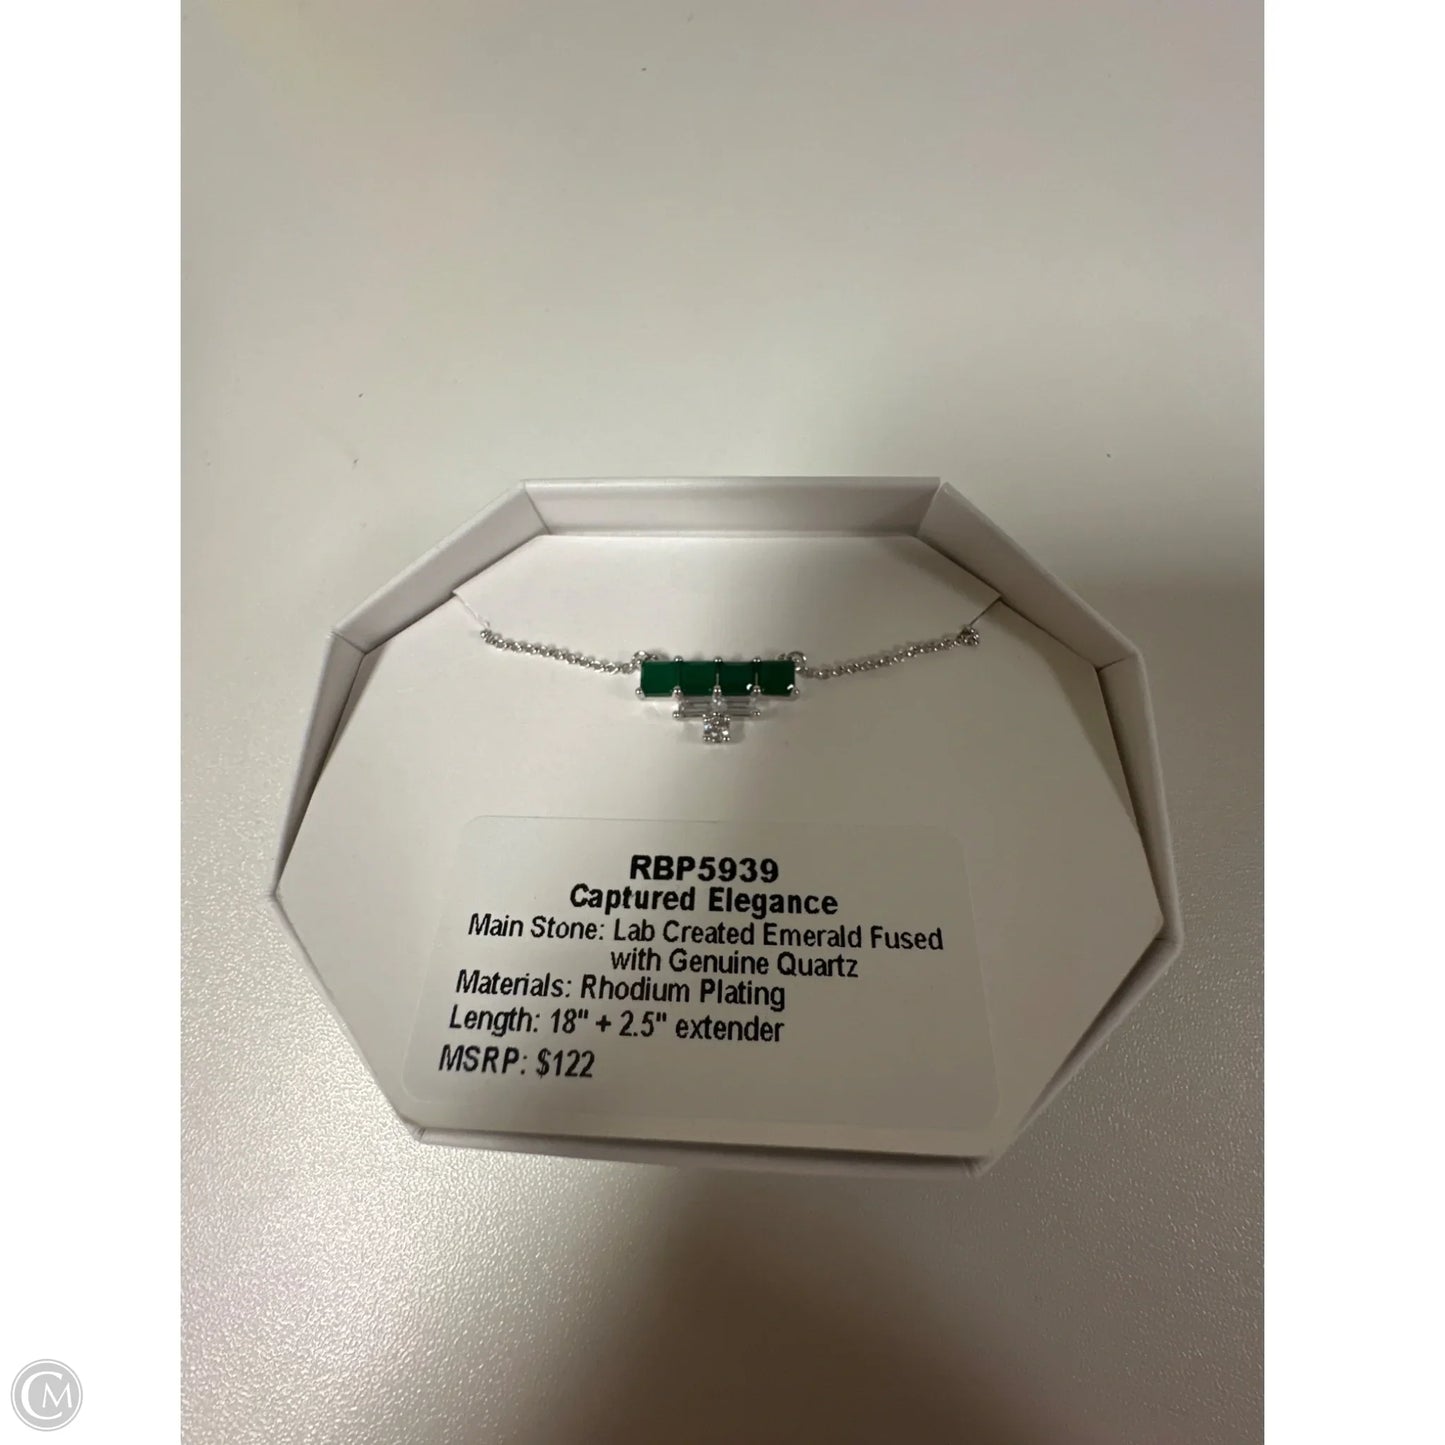 RBP5939
Captured Elegance
Main Stone: Lab Created Emerald Fused
with Genuine Quartz
Materials: Rhodium Plating
Length: 18" + 2.5" extender
MSRP: $122
CM